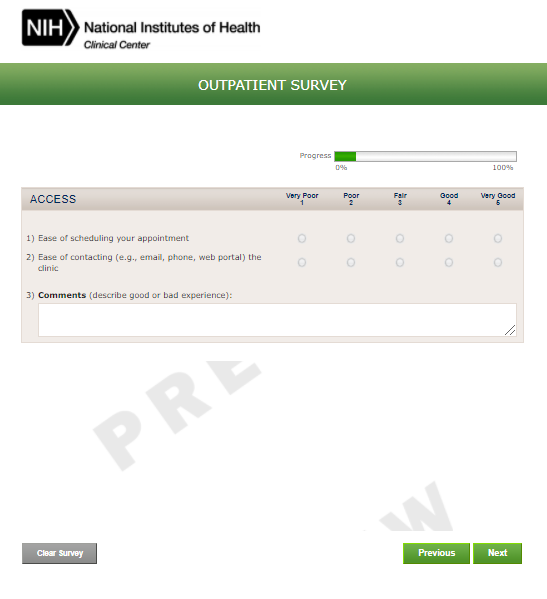 NIH National Institutes of Health
Clinical Center
OUTPATIENT SURVEY
Progress
0% 100%
ACCESS Very Poor Poor Fair Good Very Good
1 2 3 4 5
1) Ease of scheduling your appointment
2) Ease of contacting (e.g., email, phone, web portal) the
clinic
3) Comments (describe good or bad experience):
PRE
W
Clear Survey Previous Next